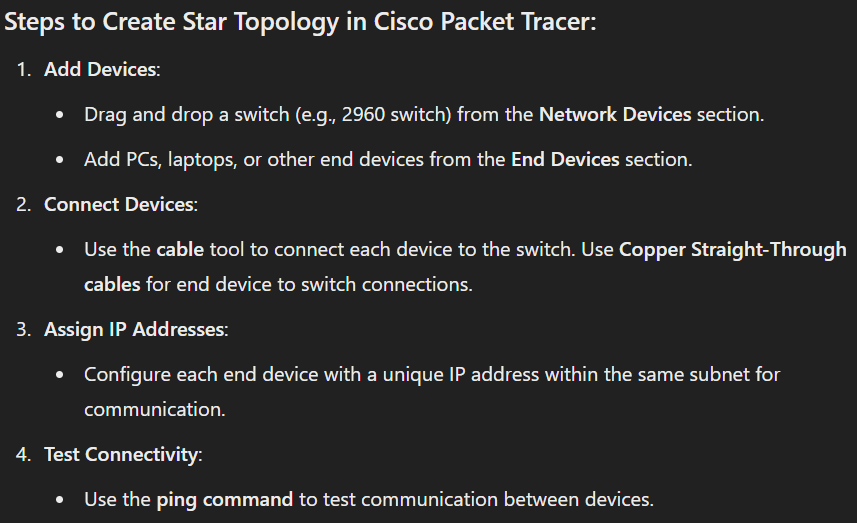 Steps to Create Star Topology in Cisco Packet Tracer:
1. Add Devices:
• Drag and drop a switch (e.g., 2960 switch) from the Network Devices section.
• Add PCs, laptops, or other end devices from the End Devices section.
2. Connect Devices:
• Use the cable tool to connect each device to the switch. Use Copper Straight-Through
cables for end device to switch connections.
3. Assign IP Addresses:
• Configure each end device with a unique IP address within the same subnet for
communication.
4. Test Connectivity:
• Use the ping command to test communication between devices.